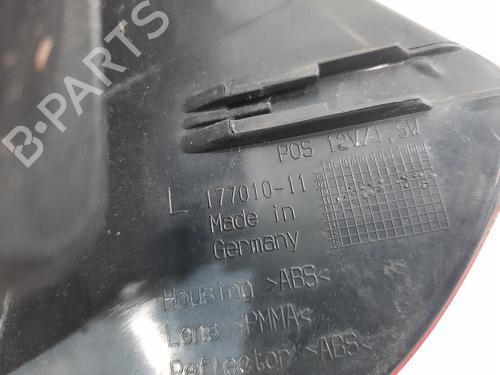 B-PARTS
POS 12V/1.5W
L 177010-11
Made in
Germany
Housing >ABS<
Lens >PMMA<
Reflector >ABS<